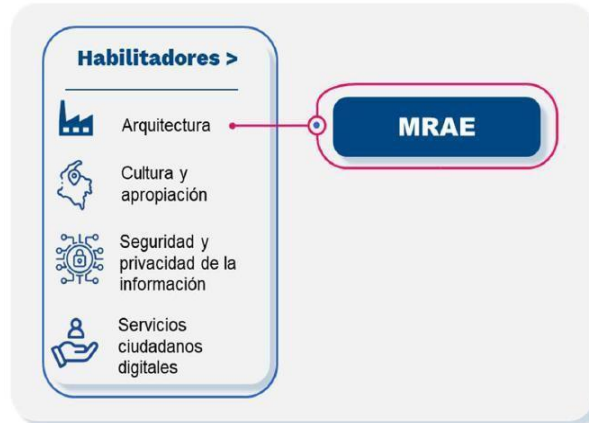 Habilitadores >
Arquitectura
MRAE
Cultura y
apropiación
Seguridad y
privacidad de la
información
Servicios
ciudadanos
digitales